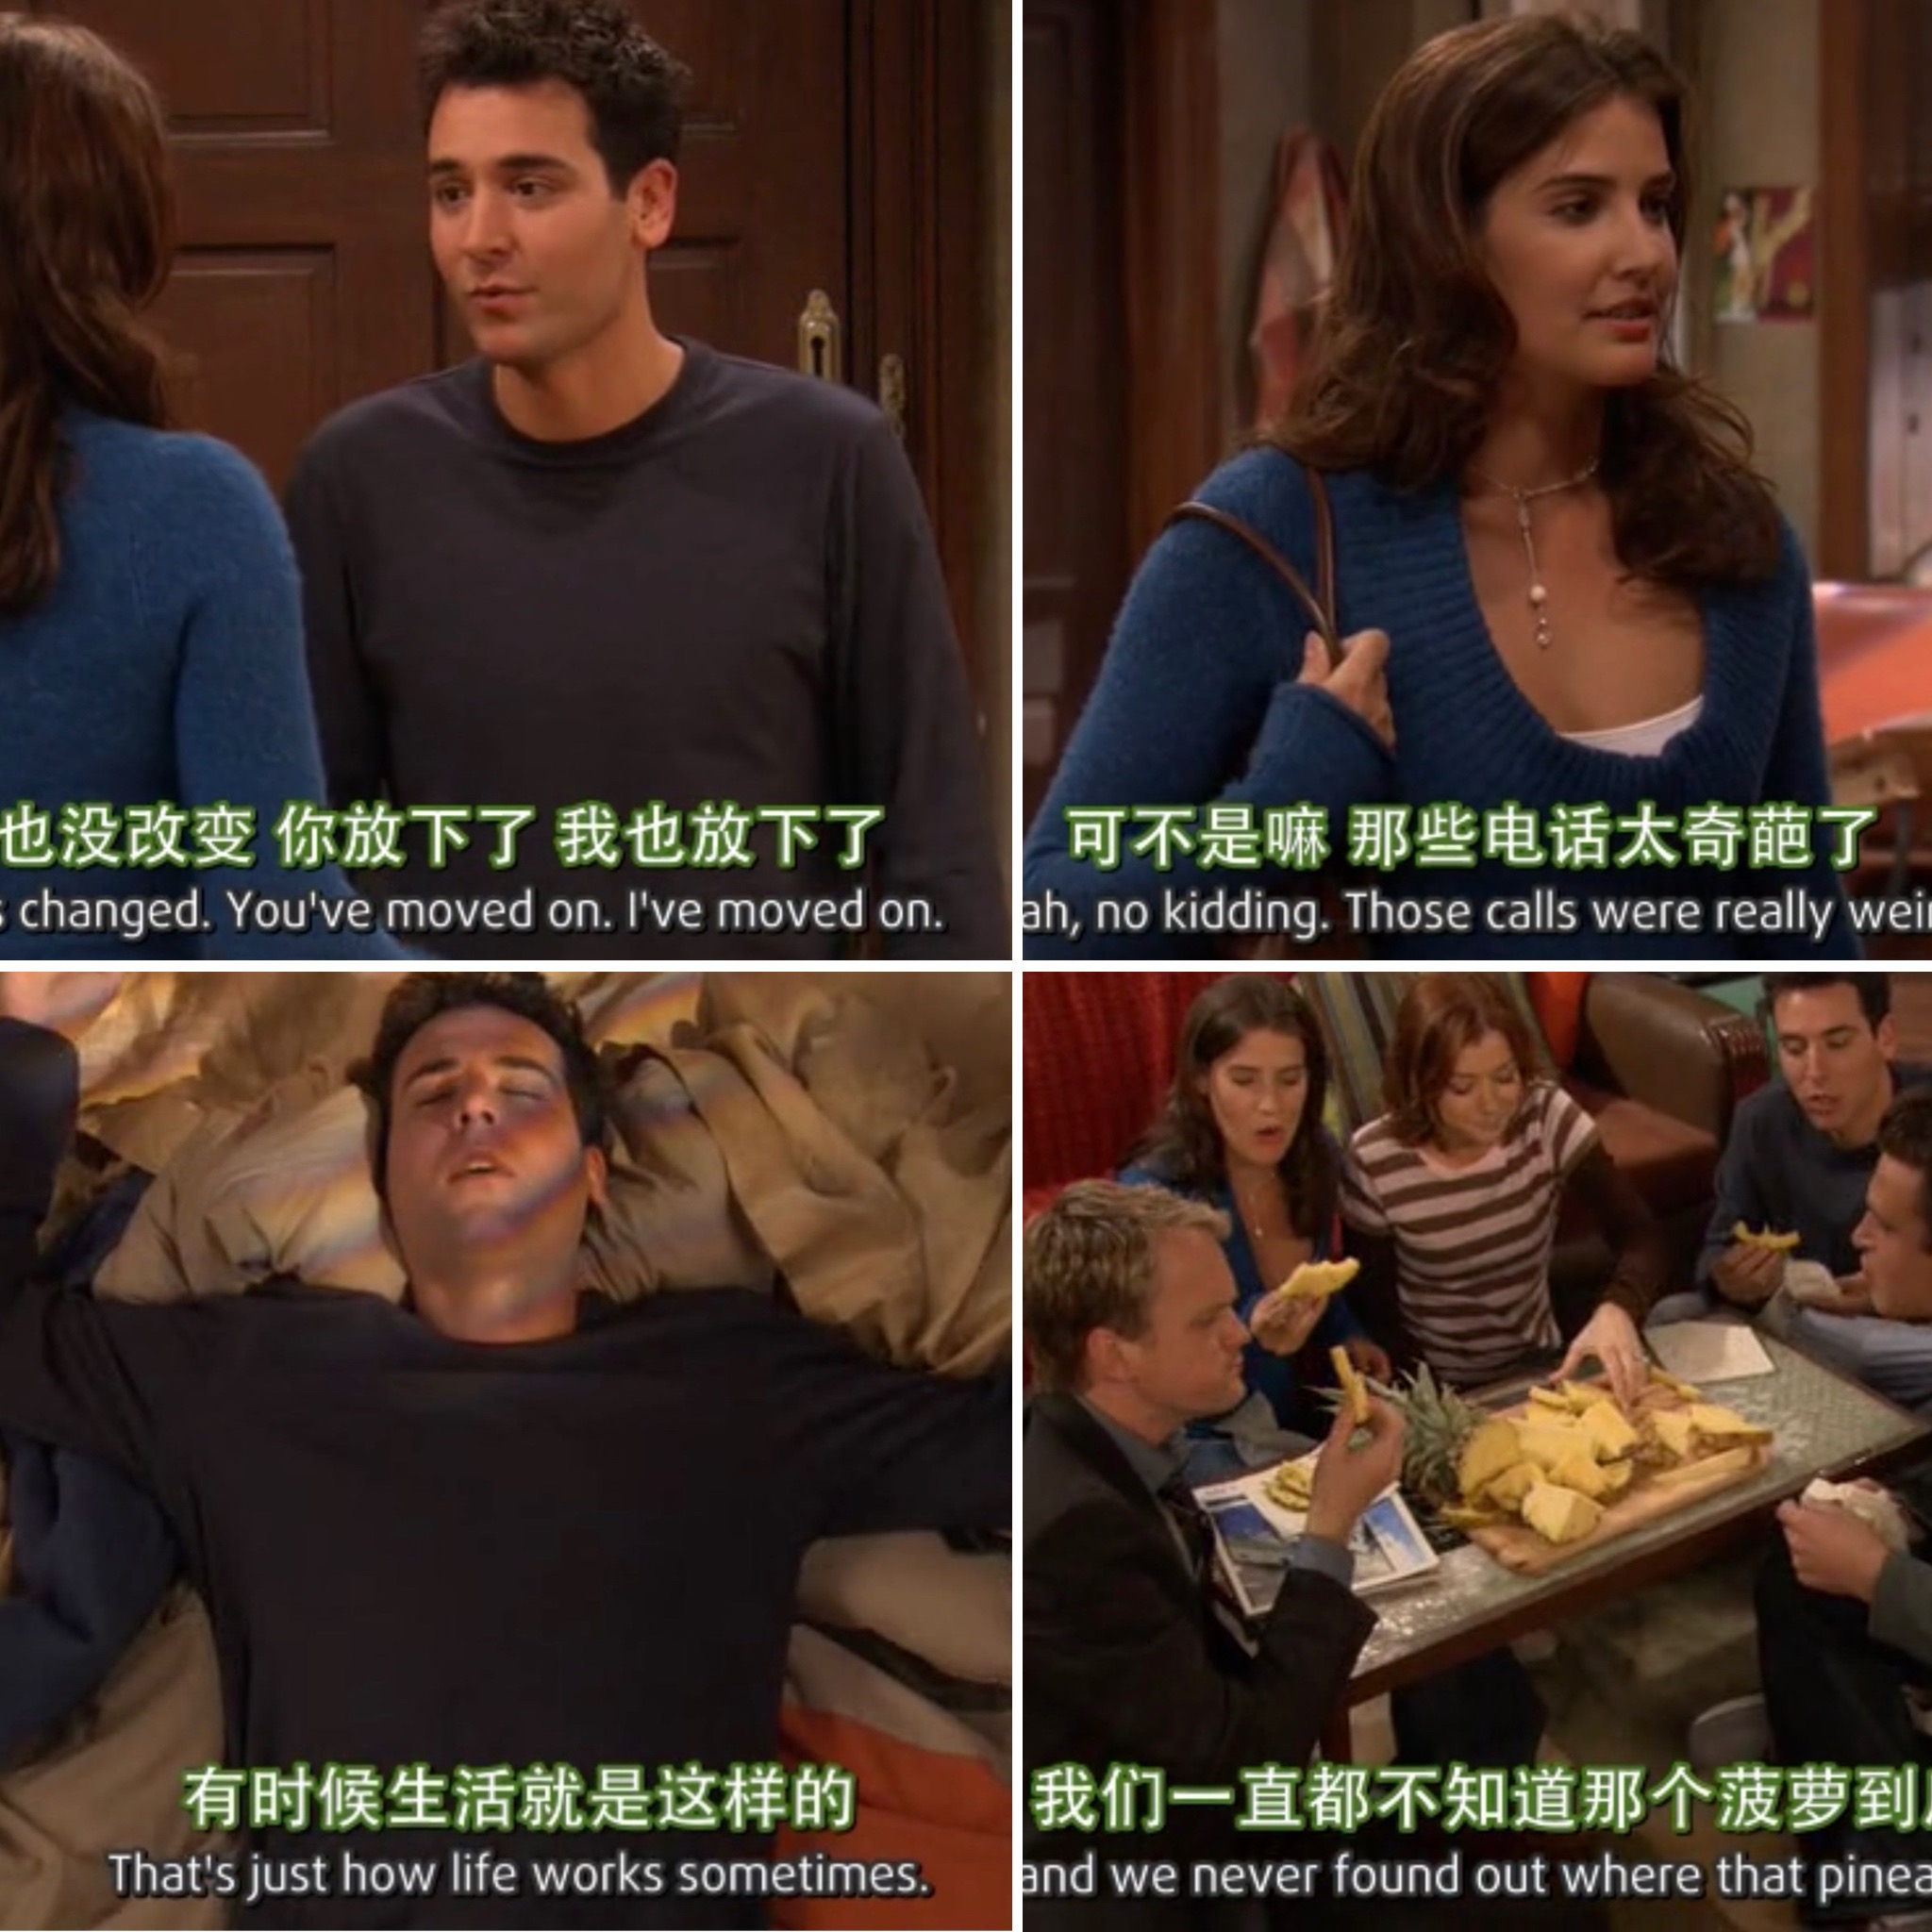 也没改变 你放下了 我也放下了
changed. You've moved on. I've moved on.
可不是嘛 那些电话太奇葩了
ah, no kidding. Those calls were really
有时候生活就是这样的
That's just how life works sometimes.
我们一直都不知道那个菠萝到
and we never found out where that